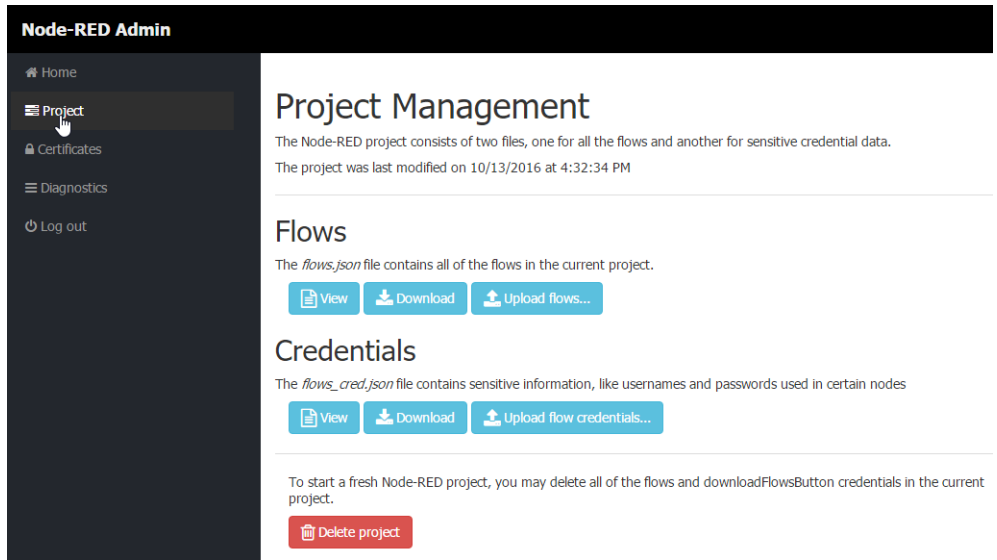 Node-RED Admin
Home
Project
Certificates
Diagnostics
Log out
Project Management
The Node-RED project consists of two files, one for all the flows and another for sensitive credential data.
The project was last modified on 10/13/2016 at 4:32:34 PM
Flows
The flows.json file contains all of the flows in the current project.
View Download Upload flows...
Credentials
The flows_cred.json file contains sensitive information, like usernames and passwords used in certain nodes
View Download Upload flow credentials...
To start a fresh Node-RED project, you may delete all of the flows and downloadFlowsButton credentials in the current
project.
Delete project